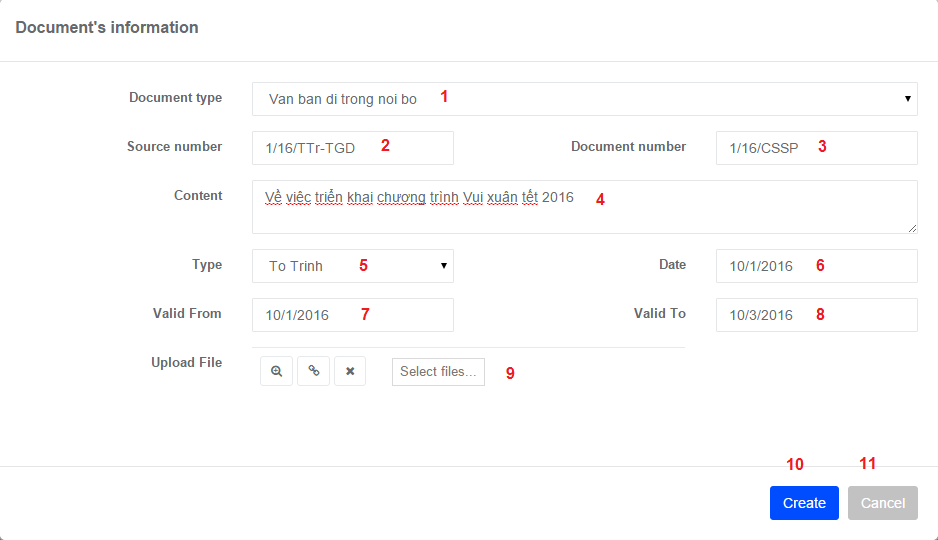 Document's information
Document type Van ban di trong noi bo 1
Source number 1/16/TTr-TGD 2 Document number 1/16/CSSP 3
Content Về việc triển khai chương trình Vui xuân tết 2016 4
Type To Trinh 5 Date 10/1/2016 6
Valid From 10/1/2016 7 Valid To 10/3/2016 8
Upload File Select files... 9
10 11
Create Cancel